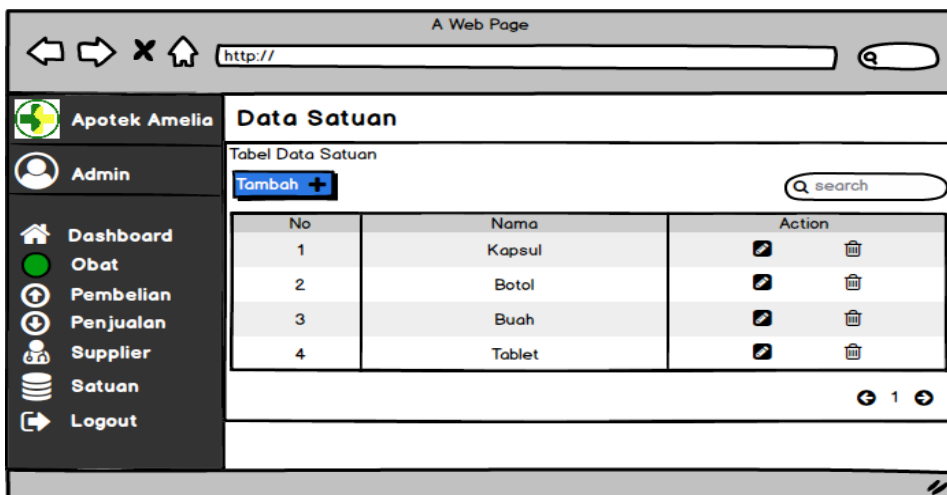 A Web Page
http://
Apotek Amelia
Data Satuan
Admin
Tabel Data Satuan
Tambah
search
Dashboard
Obat
Pembelian
Penjualan
Supplier
Satuan
Logout
No Nama Action
1 Kapsul
2 Botol
3 Buah
4 Tablet
1